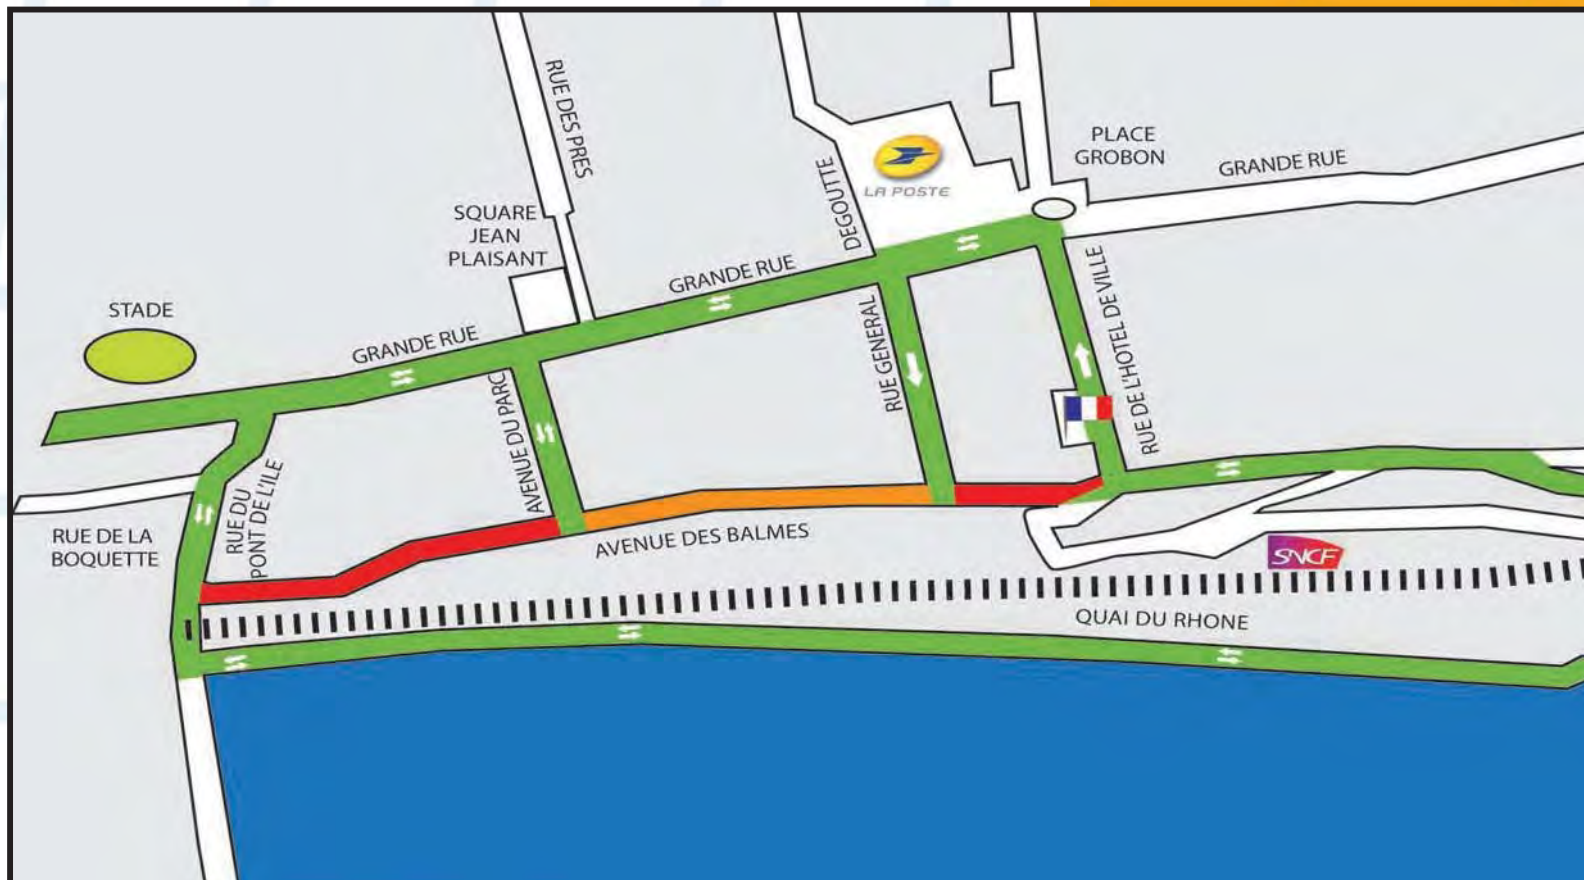 RUE DES PRES
PLACE
GROBON
GRANDE RUE
LA POSTE
DEGOUTTE
SQUARE
JEAN
PLAISANT
GRANDE RUE
STADE
GRANDE RUE
RUE GENERAL
RUE DE L'HOTEL DE VILLE
AVENUE DU PARC
RUE DU
PONT DE L'ILE
RUE DE LA
BOQUETTE
AVENUE DES BALMES
SNCF
QUAI DU RHONE